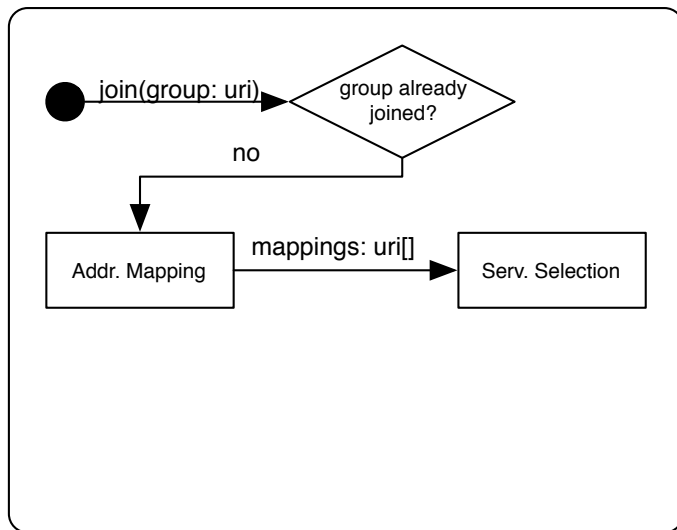 join(group: uri)
group already
joined?
no
Addr. Mapping
mappings: uri[]
Serv. Selection